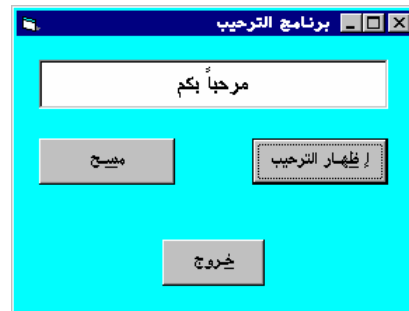 برنامج الترحيب
مرحباً بكم
إظهار الترحيب
مسح
خروج